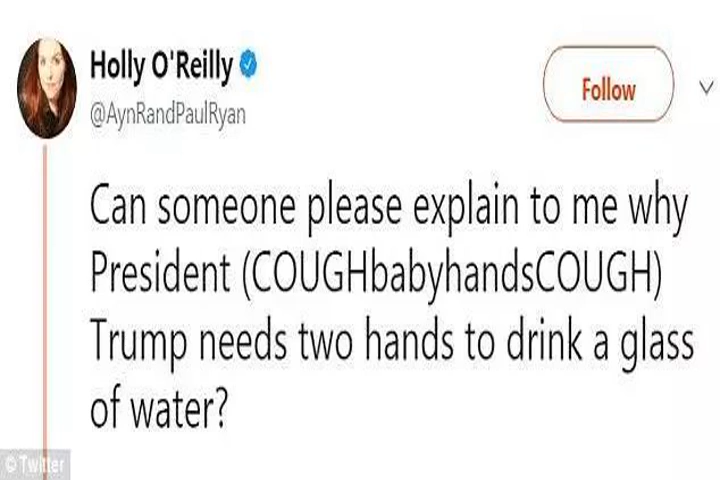 Holly O'Reilly
@AynRandPaulRyan
Follow
Can someone please explain to me why
President (COUGHbabyhandsCOUGH)
Trump needs two hands to drink a glass
of water?
© Twitter